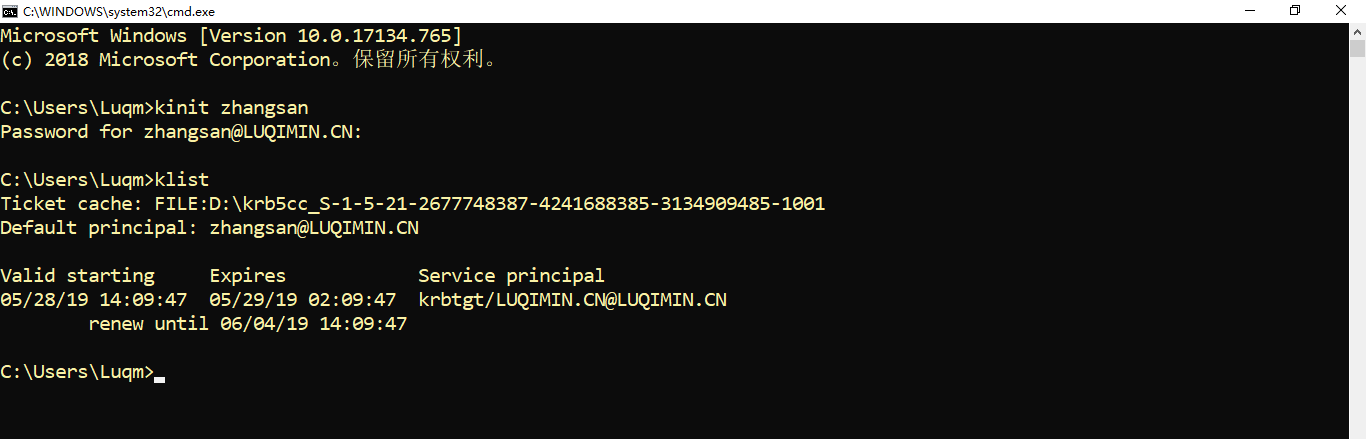 C:\WINDOWS\system32\cmd.exe
Microsoft Windows [Version 10.0.17134.765]
(c) 2018 Microsoft Corporation。保留所有权利。
C:\Users\Luqm>kinit zhangsan
Password for zhangsan@LUQIMIN.CN:
C:\Users\Luqm>klist
Ticket cache: FILE:D:\krb5cc_S-1-5-21-2677748387-4241688385-3134909485-1001
Default principal: zhangsan@LUQIMIN.CN
Valid starting     Expires            Service principal
05/28/19 14:09:47  05/29/19 02:09:47  krbtgt/LUQIMIN.CN@LUQIMIN.CN
        renew until 06/04/19 14:09:47
C:\Users\Luqm>